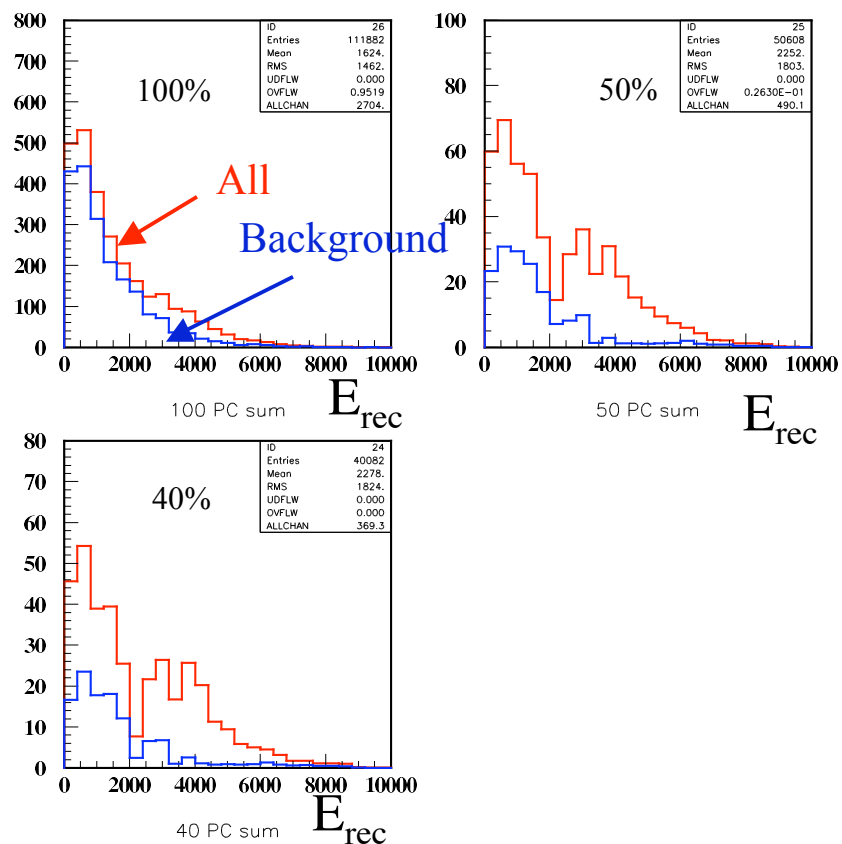 800
700
600
500
400
300
200
100
0
0 2000 4000 6000 8000 10000
ID 26
Entries 111882
Mean 1624.
RMS 1462.
UDFLW 0.000
OVFLW 0.9519
ALLCHAN 2704.
100%
All
Background
100 PC sum
E_rec
100
80
60
40
20
0
0 2000 4000 6000 8000 10000
ID 25
Entries 50608
Mean 2252.
RMS 1803.
UDFLW 0.000
OVFLW 0.2630E-01
ALLCHAN 490.1
50%
50 PC sum
E_rec
80
70
60
50
40
30
20
10
0
0 2000 4000 6000 8000 10000
ID 24
Entries 40082
Mean 2278.
RMS 1824.
UDFLW 0.000
OVFLW 0.000
ALLCHAN 369.3
40%
40 PC sum
E_rec